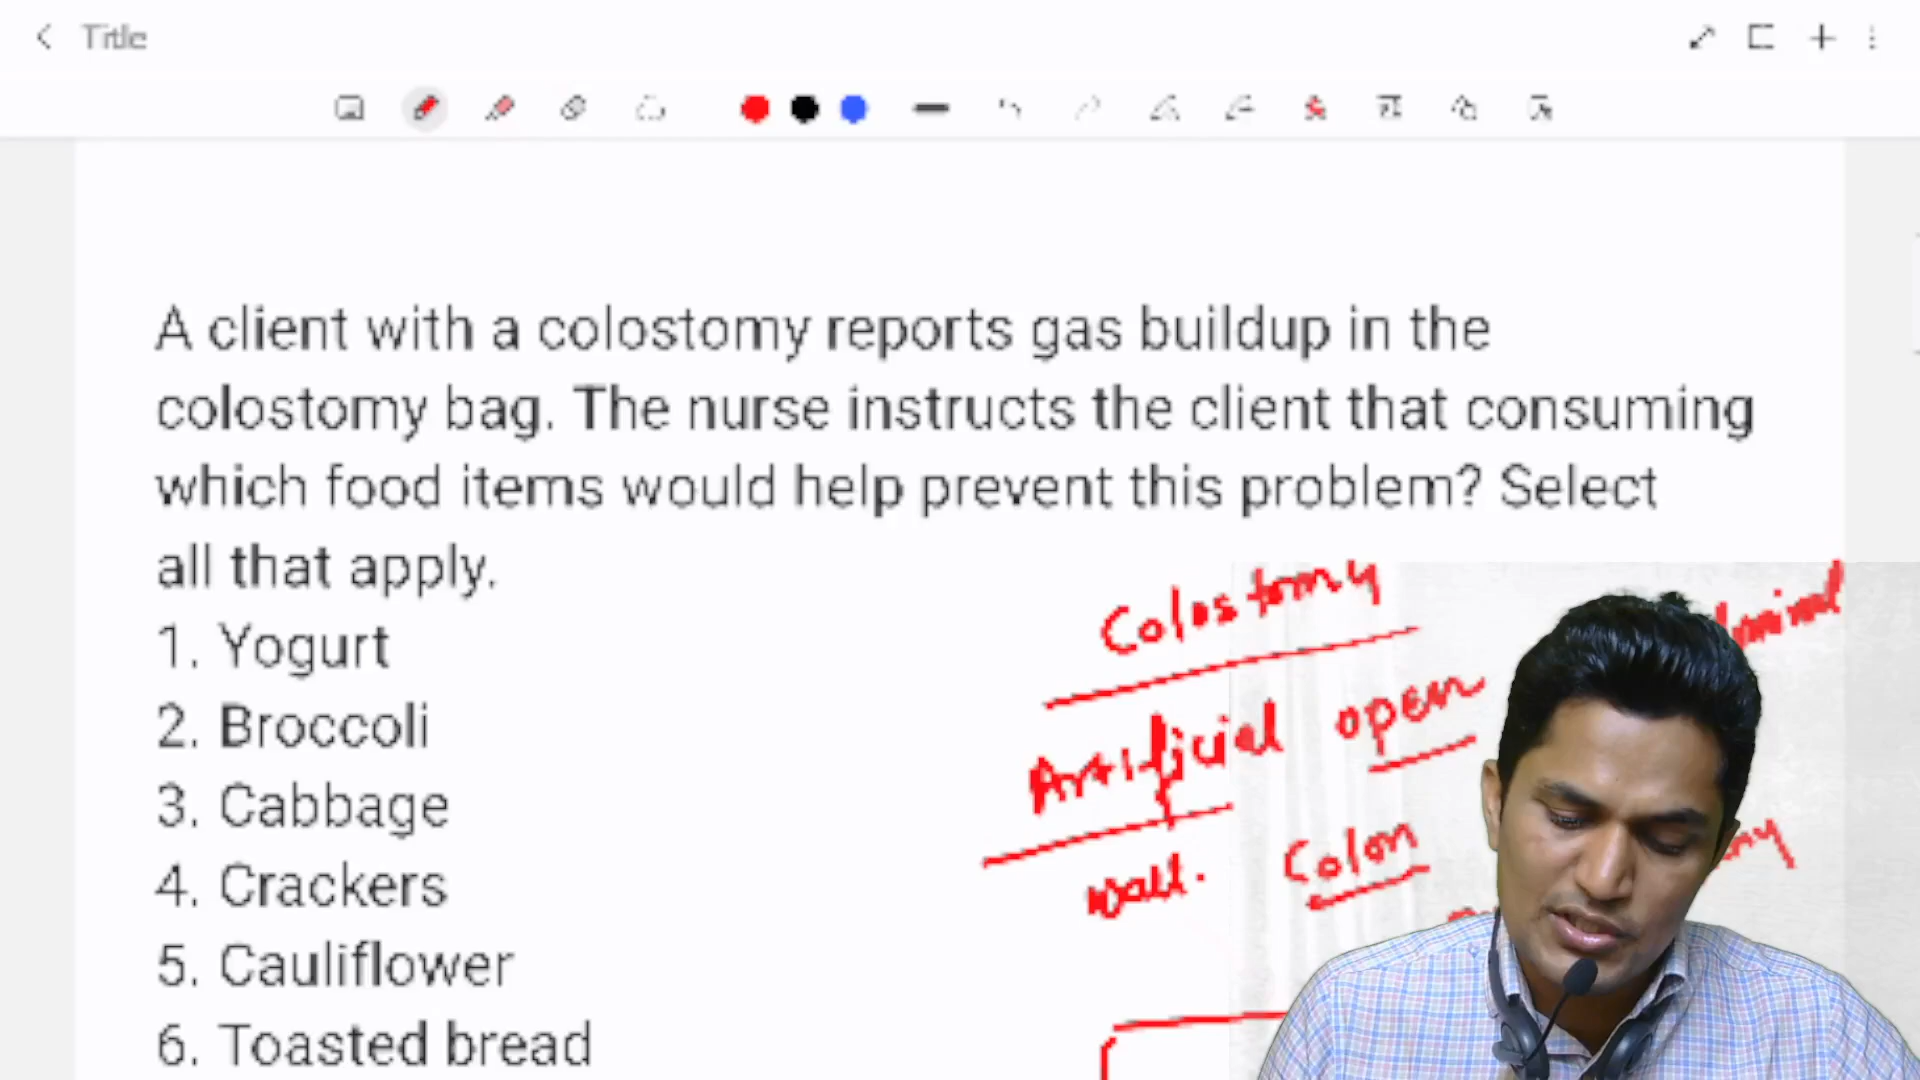 Title
A client with a colostomy reports gas buildup in the
colostomy bag. The nurse instructs the client that consuming
which food items would help prevent this problem? Select
all that apply.
1. Yogurt
2. Broccoli
3. Cabbage
4. Crackers
5. Cauliflower
6. Toasted bread
Colostomy
Artificial open
wall. Colon